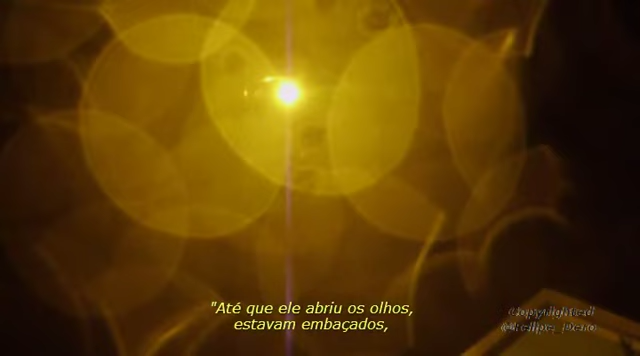 "Até que ele abriu os olhos,
estavam embaçados,
Copyrighted